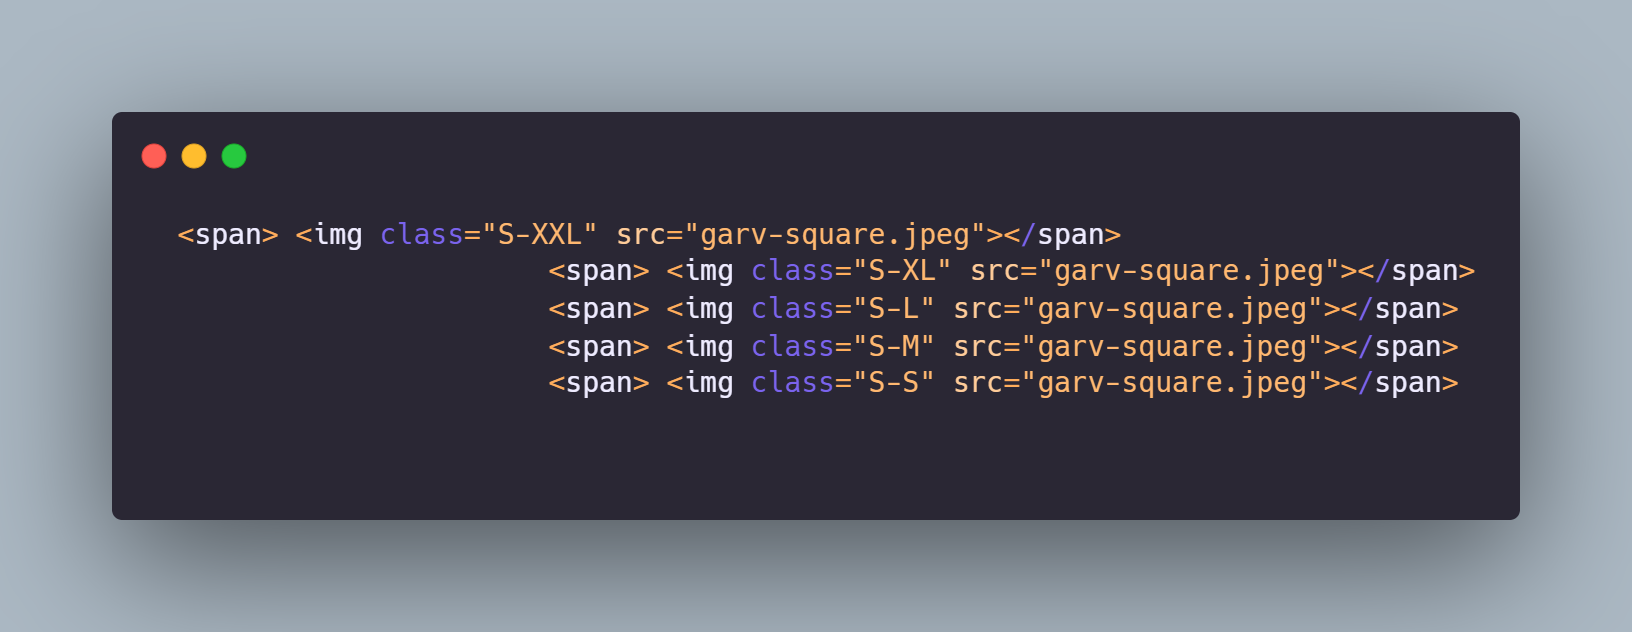 <span> <img class="S-XXL" src="garv-square.jpeg"></span>
<span> <img class="S-XL" src="garv-square.jpeg"></span>
<span> <img class="S-L" src="garv-square.jpeg"></span>
<span> <img class="S-M" src="garv-square.jpeg"></span>
<span> <img class="S-S" src="garv-square.jpeg"></span>